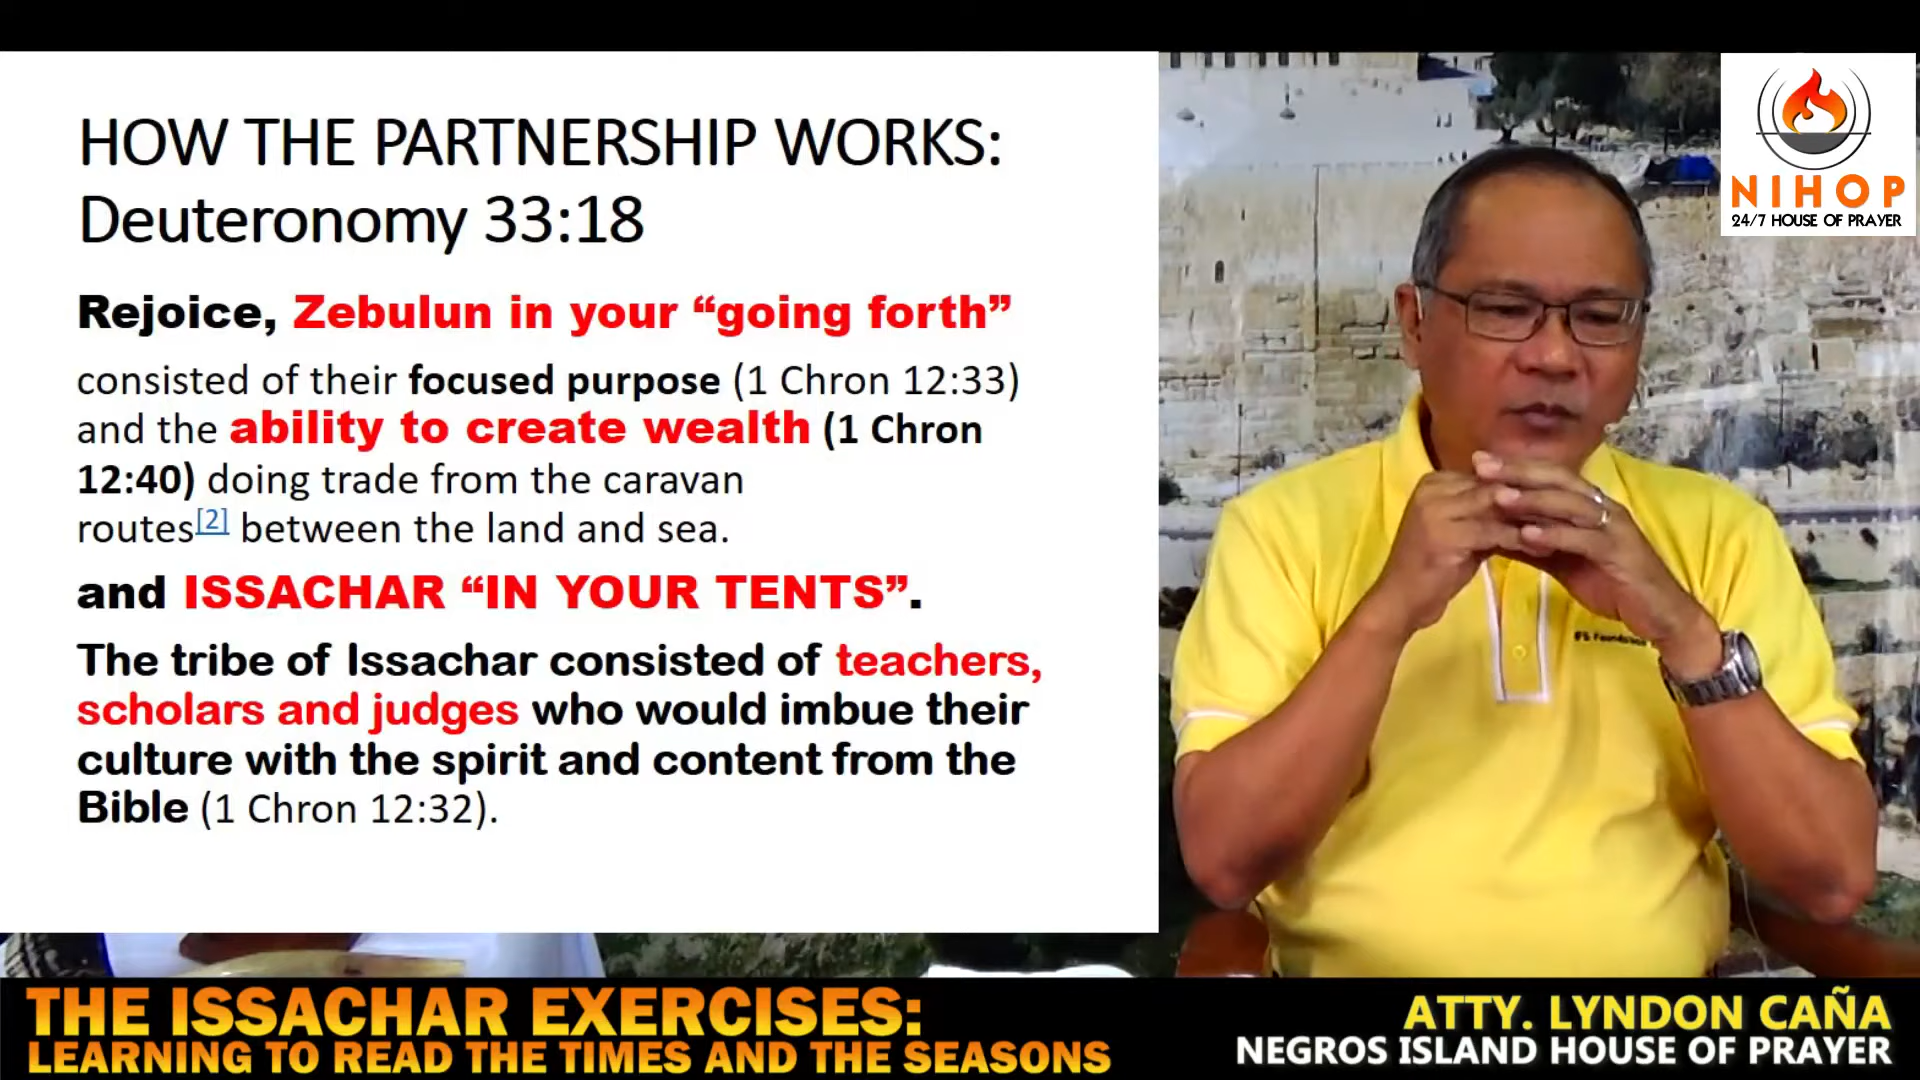 HOW THE PARTNERSHIP WORKS:
Deuteronomy 33:18
Rejoice, Zebulun in your “going forth”
consisted of their focused purpose (1 Chron 12:33)
and the ability to create wealth (1 Chron
12:40) doing trade from the caravan
routes[2] between the land and sea.
and ISSACHAR “IN YOUR TENTS”.
The tribe of Issachar consisted of teachers,
scholars and judges who would imbue their
culture with the spirit and content from the
Bible (1 Chron 12:32).
NIHOP
24/7 HOUSE OF PRAYER
THE ISSACHAR EXERCISES:
LEARNING TO READ THE TIMES AND THE SEASONS
ATTY. LYNDON CAÑA
NEGROS ISLAND HOUSE OF PRAYER